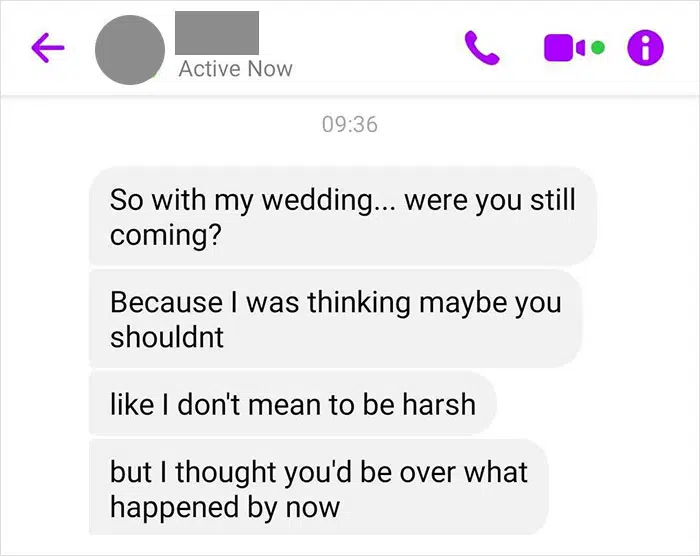 Active Now
09:36
So with my wedding... were you still
coming?
Because I was thinking maybe you
shouldnt
like I don't mean to be harsh
but I thought you'd be over what
happened by now